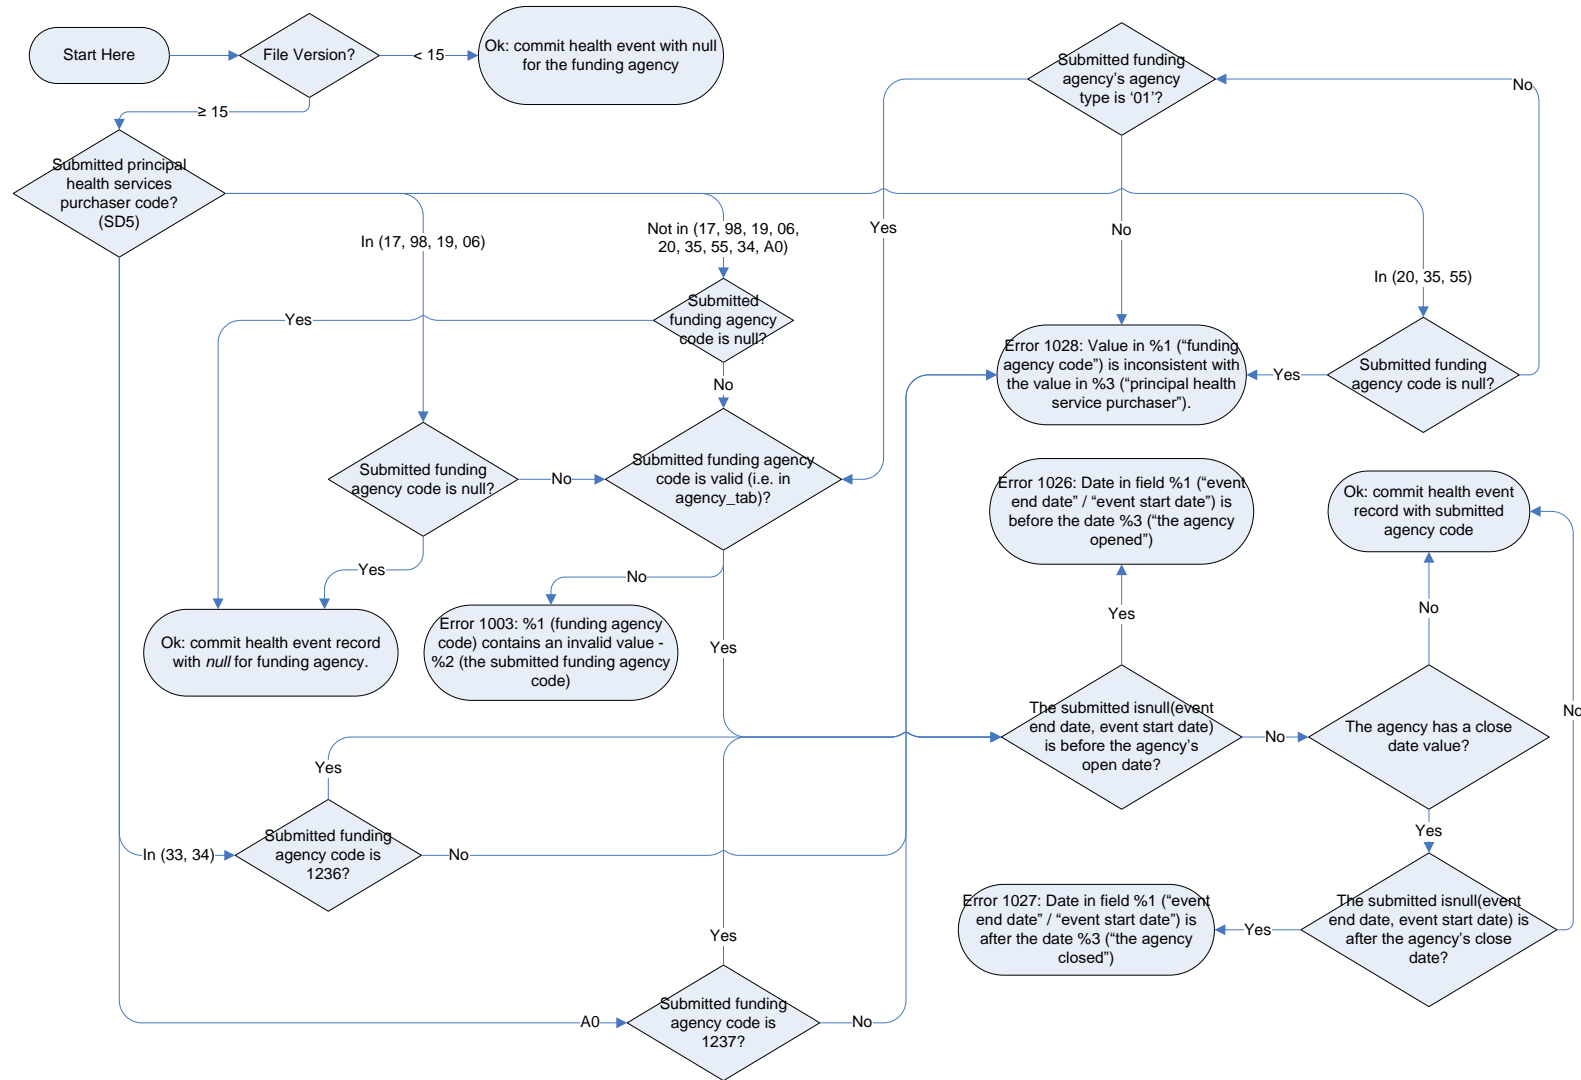 Start Here
File Version?
< 15
Ok: commit health event with null
for the funding agency
≥ 15
Submitted principal
health services
purchaser code?
(SD5)
In (17, 98, 19, 06)
Not in (17, 98, 19, 06,
20, 35, 55, 34, A0)
Submitted funding
agency's agency
type is ‘01’?
No
Yes
No
In (20, 35, 55)
Submitted
funding agency
code is null?
Yes
No
Error 1028: Value in %1 (“funding
agency code”) is inconsistent with
the value in %3 (“principal health
service purchaser”).
Yes
Submitted funding
agency code is null?
Submitted funding
agency code is null?
No
Submitted funding agency
code is valid (i.e. in
agency_tab)?
Error 1026: Date in field %1 (“event
end date” / “event start date”) is
before the date %3 (“the agency
opened”)
Ok: commit health event
record with submitted
agency code
Yes
No
Yes
No
Ok: commit health event record
with null for funding agency.
Error 1003: %1 (funding agency
code) contains an invalid value -
%2 (the submitted funding agency
code)
Yes
The submitted isnull(event
end date, event start date)
is before the agency’s
open date?
No
The agency has a close
date value?
No
Yes
In (33, 34)
Submitted funding
agency code is
1236?
No
Yes
Error 1027: Date in field %1 (“event
end date” / “event start date”) is
after the date %3 (“the agency
closed”)
Yes
The submitted isnull(event
end date, event start date) is
after the agency’s close
date?
Yes
A0
Submitted funding
agency code is
1237?
No